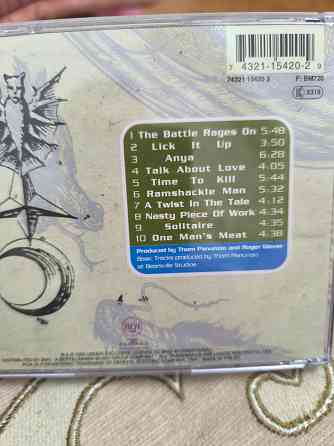 7 4321-15420-2 9
74321 15420 2 F: BM720
1 The Battle Rages On 5.48
2 Lick It Up 3.50
3 Anya 6.28
4 Talk About Love 4.05
5 Time To Kill 5.44
6 Ramshackle Man 5.32
7 A Twist In The Tale 4.12
8 Nasty Piece Of Work 4.34
9 Solitaire 4.35
10 One Man's Meat 4.38
Produced by Thom Panunzio and Roger Glover
Basic Tracks produced by Thom Panunzio
at Bearsville Studios